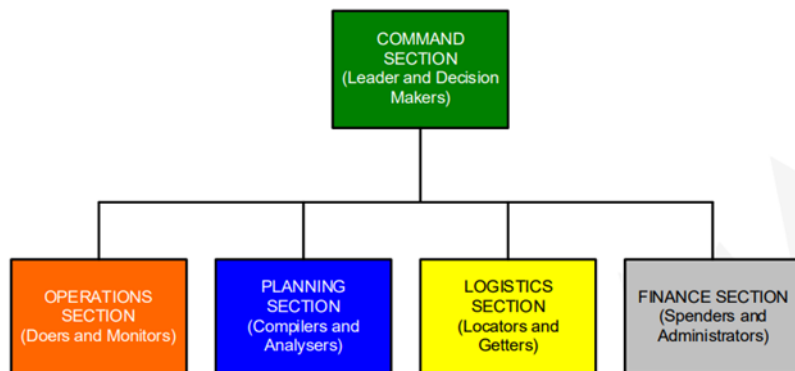 COMMAND
SECTION
(Leader and Decision
Makers)
OPERATIONS
SECTION
(Doers and Monitors)
PLANNING
SECTION
(Compilers and
Analysers)
LOGISTICS
SECTION
(Locators and
Getters)
FINANCE SECTION
(Spenders and
Administrators)